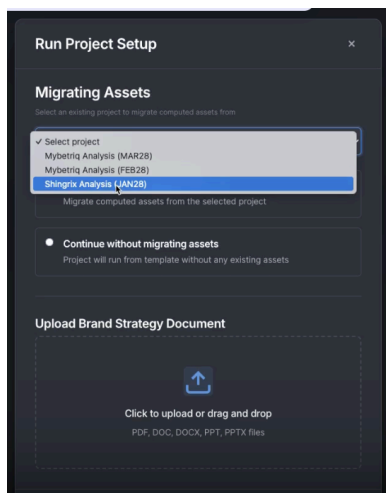 Run Project Setup
×
Migrating Assets
Select an existing project to migrate computed assets from
✓ Select project
Mybetriq Analysis (MAR28)
Mybetriq Analysis (FEB28)
Shingrix Analysis (JAN28)
Migrate computed assets from the selected project
Continue without migrating assets
Project will run from template without any existing assets
Upload Brand Strategy Document
Click to upload or drag and drop
PDF, DOC, DOCX, PPT, PPTX files